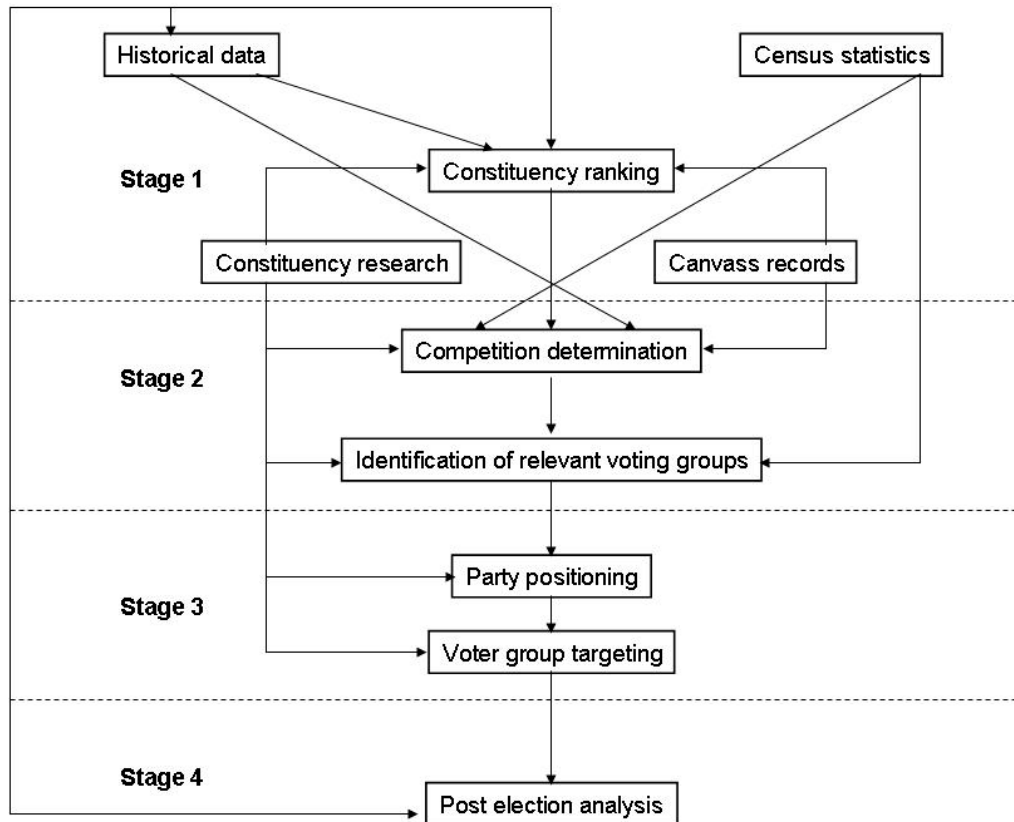 Historical data
Census statistics
Stage 1
Constituency ranking
Constituency research
Canvass records
Stage 2
Competition determination
Identification of relevant voting groups
Stage 3
Party positioning
Voter group targeting
Stage 4
Post election analysis